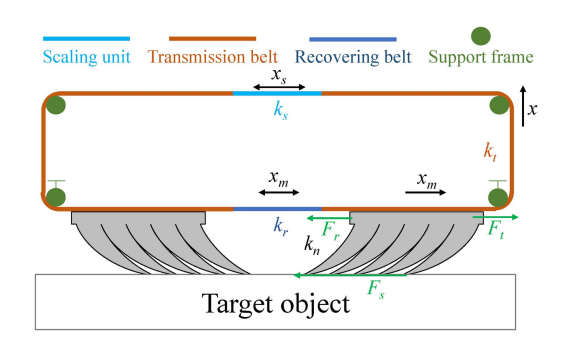 Scaling unit Transmission belt Recovering belt Support frame
x_s
k_s
x
k_t
x_m x_m
k_r
F_r
F_t
k_n
F_s
Target object